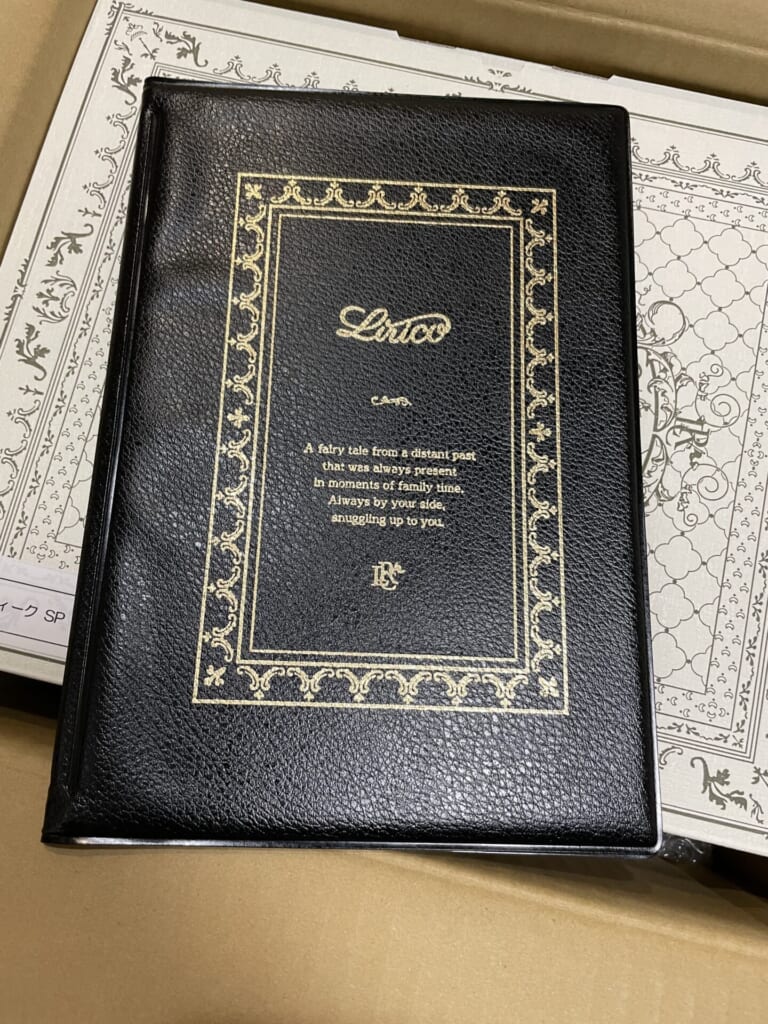 Lirico
A fairy tale from a distant past
that was always present
in moments of family time.
Always by your side,
snuggling up to you.
ィーク SP